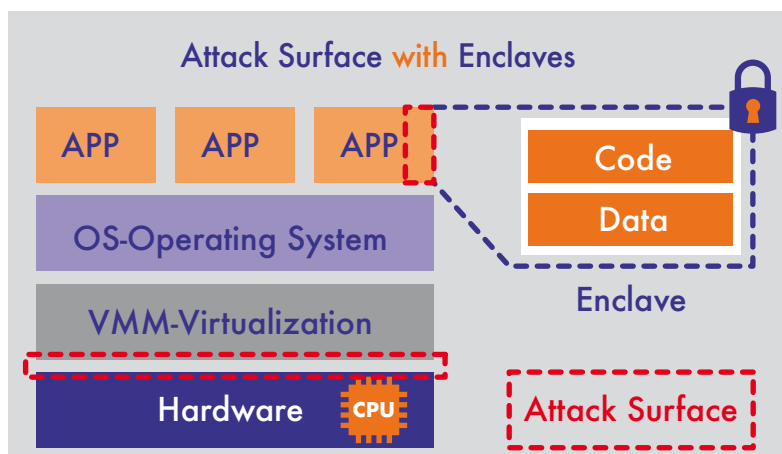 Attack Surface with Enclaves
APP
APP
APP
Code
Data
OS-Operating System
Enclave
VMM-Virtualization
Hardware
CPU
Attack Surface